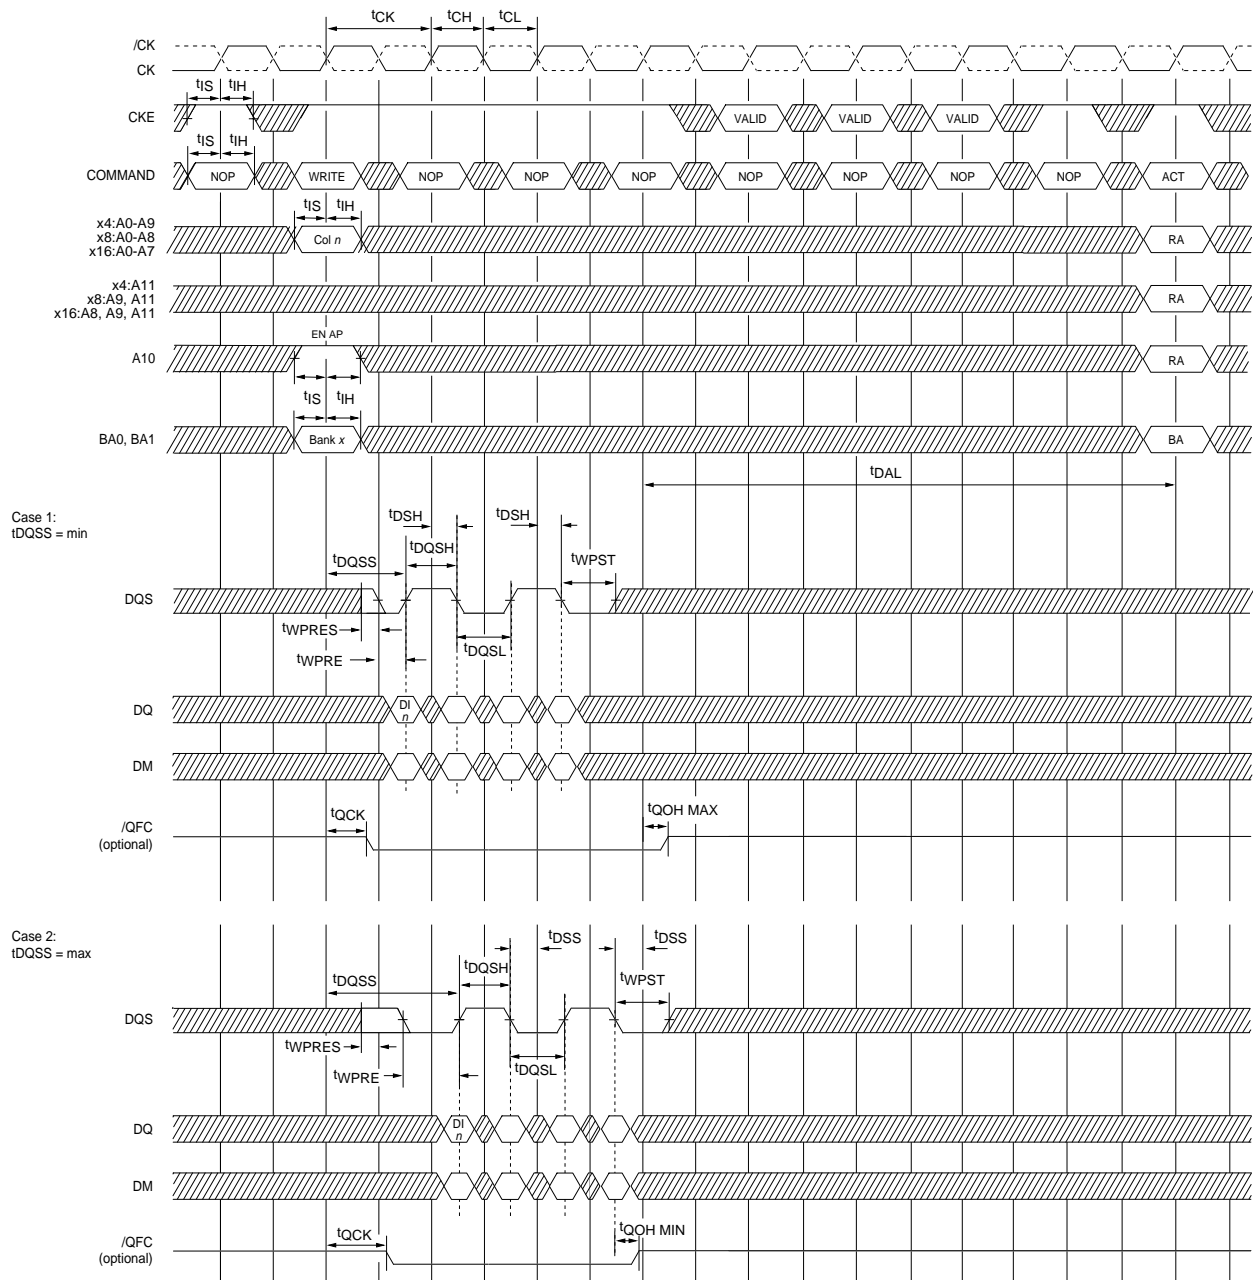 tCK tCH tCL
/CK
CK
tIS tIH
CKE VALID VALID VALID
tIS tIH
COMMAND NOP WRITE NOP NOP NOP NOP NOP NOP NOP ACT
tIS tIH
x4:A0-A9
x8:A0-A8
x16:A0-A7
Col n RA
x4:A11
x8:A9, A11
x16:A8, A9, A11
RA
EN AP
A10 RA
tIS tIH
BA0, BA1 Bank x BA
tDAL
Case 1:
tDQSS = min
tDSH tDSH
tDQSS tDQSH tWPST
DQS
tWPRES
tDQSL
tWPRE
DQ DI
n
DM
tQCK tQOH MAX
/QFC
(optional)
Case 2:
tDQSS = max
tDSS tDSS
tDQSS tDQSH tWPST
DQS
tWPRES
tDQSL
tWPRE
DQ DI
n
DM
tQCK tQOH MIN
/QFC
(optional)